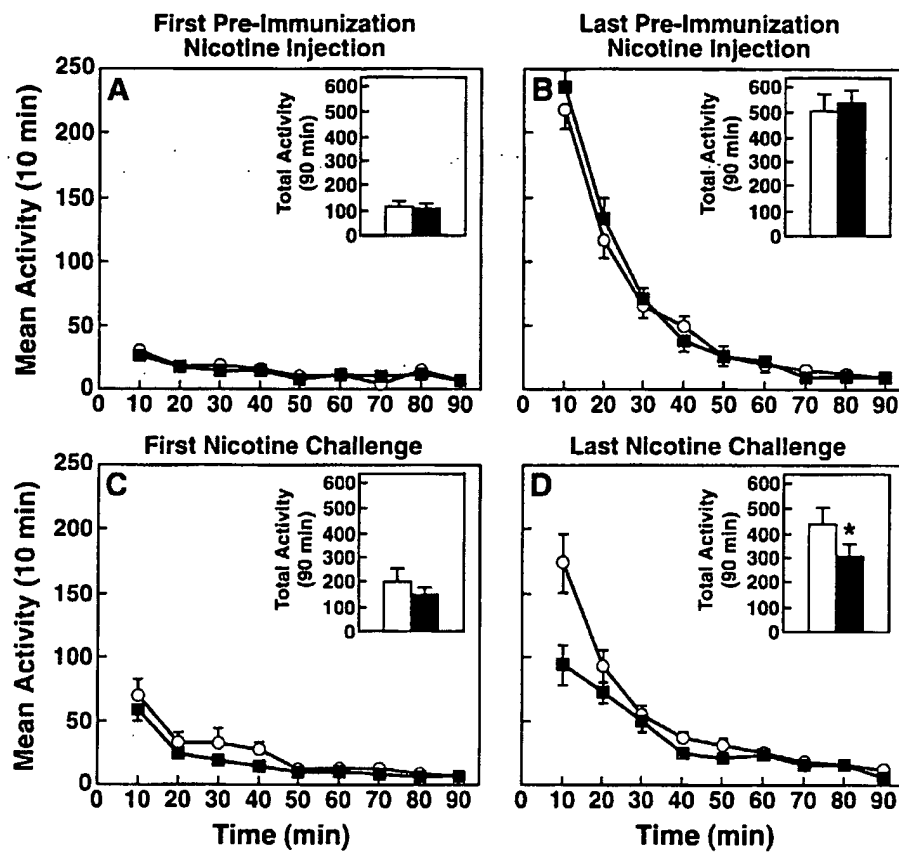 First Pre-Immunization
Nicotine Injection
Last Pre-Immunization
Nicotine Injection
A
B
Mean Activity (10 min)
250
200
150
100
50
0
Total Activity
(90 min)
600
500
400
300
200
100
0
Total Activity
(90 min)
600
500
400
300
200
100
0
0 10 20 30 40 50 60 70 80 90
0 10 20 30 40 50 60 70 80 90
First Nicotine Challenge
Last Nicotine Challenge
C
D
Mean Activity (10 min)
250
200
150
100
50
0
Total Activity
(90 min)
600
500
400
300
200
100
0
Total Activity
(90 min)
600
500
400
300
200
100
0
*
0 10 20 30 40 50 60 70 80 90
0 10 20 30 40 50 60 70 80 90
Time (min)
Time (min)